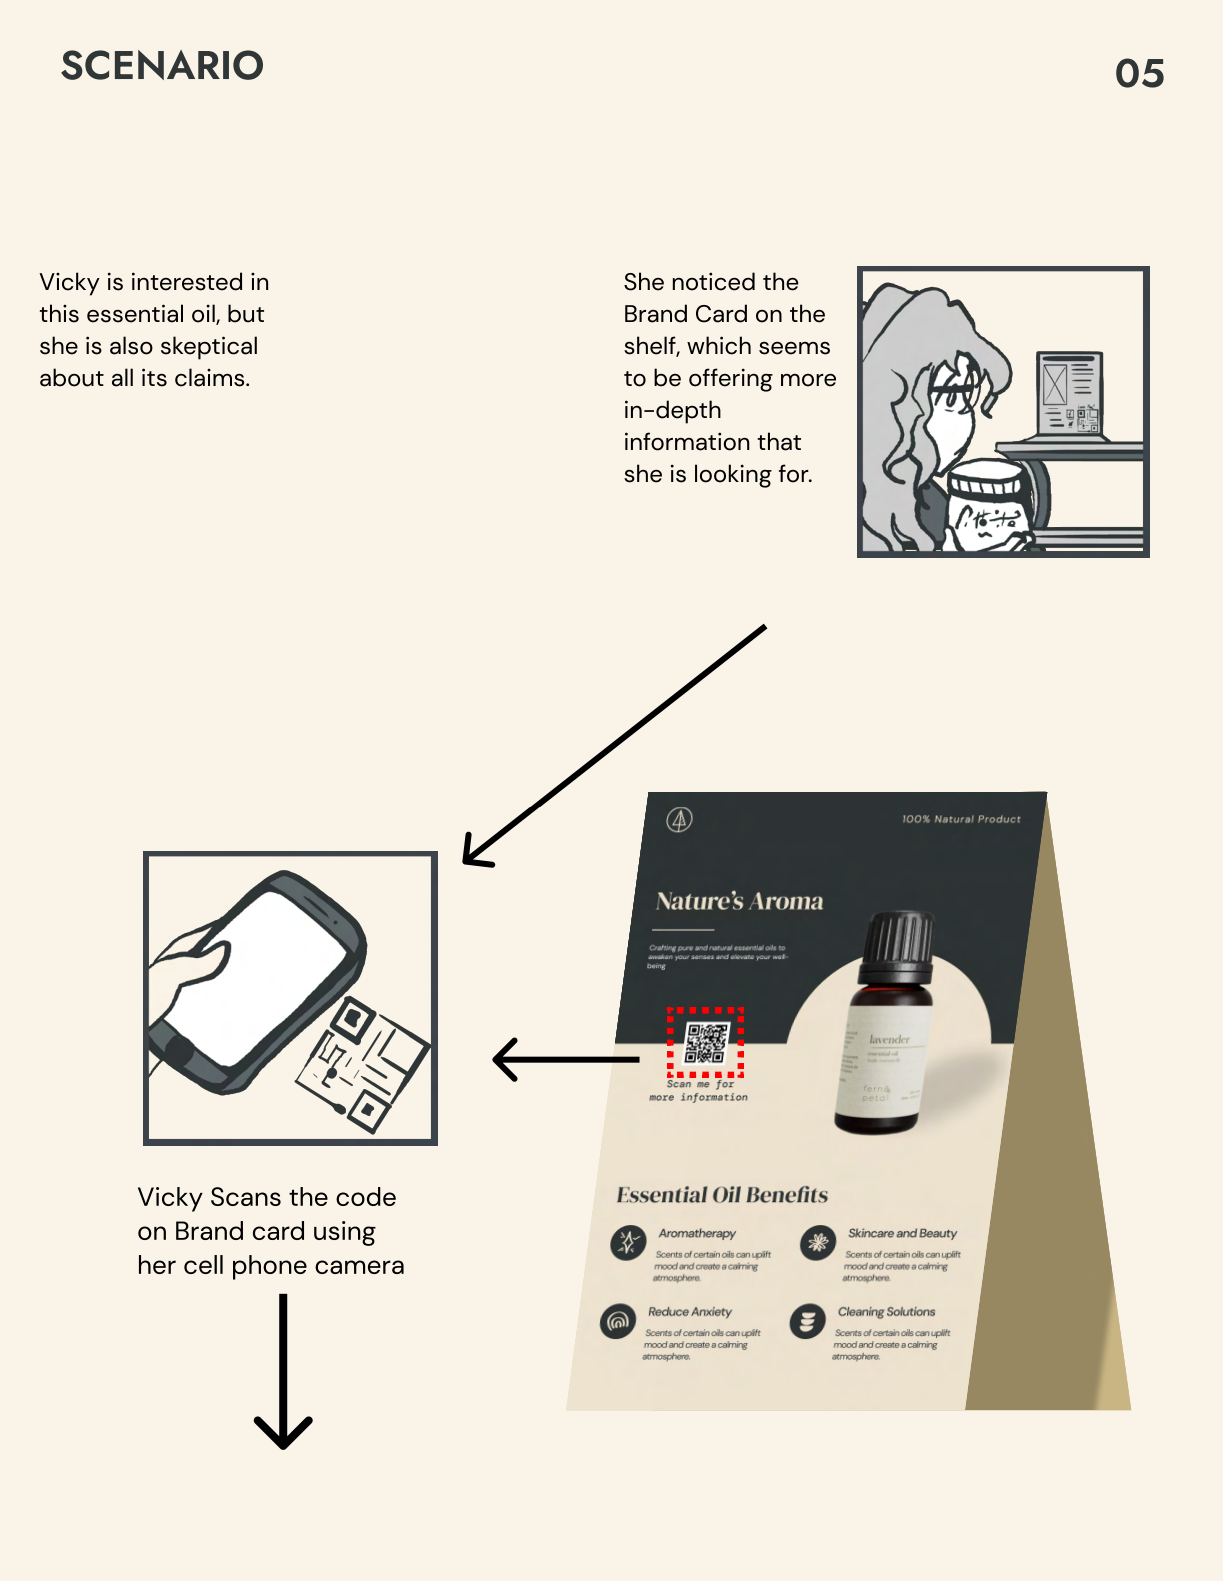 SCENARIO
05
Vicky is interested in
this essential oil, but
she is also skeptical
about all its claims.
She noticed the
Brand Card on the
shelf, which seems
to be offering more
in-depth
information that
she is looking for.
100% Natural Product
Nature's Aroma
Crafting pure and natural essential oils to
awaken your senses and elevate your well-
being
lavender
essential oil
fern&
petal
Scan me for
more information
Vicky Scans the code
on Brand card using
her cell phone camera
Essential Oil Benefits
Aromatherapy
Scents of certain oils can uplift
mood and create a calming
atmosphere.
Skincare and Beauty
Scents of certain oils can uplift
mood and create a calming
atmosphere.
Reduce Anxiety
Scents of certain oils can uplift
mood and create a calming
atmosphere.
Cleaning Solutions
Scents of certain oils can uplift
mood and create a calming
atmosphere.